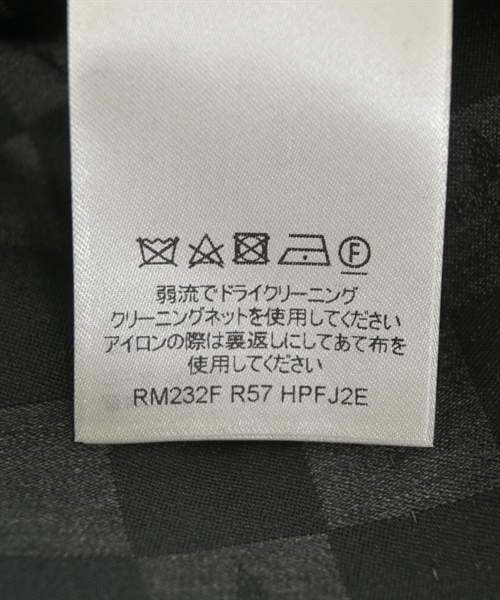 F
弱流でドライクリーニング
クリーニングネットを使用してください
アイロンの際は裏返しにしてあて布を
使用してください
RM232F R57 HPFJ2E